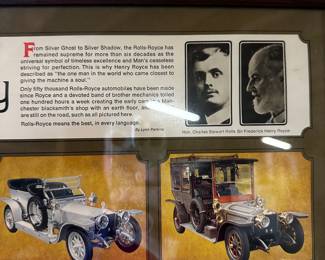 From Silver Ghost to Silver Shadow, the Rolls-Royce has
remained supreme for more than six decades as the
universal symbol of timeless excellence and Man's ceaseless
striving for perfection. This is why Henry Royce has been
described as "the one man in the world who came closest to
giving the machine a soul."
Only fifty thousand Rolls-Royce automobiles have been made
since Royce and a devoted band of brother mechanics toiled
one hundred hours a week creating the early cars in a Man-
chester blacksmith's shop with an earth floor, and
are still on the road, such as all pictured here.
Rolls-Royce means the best, in every language.
By Lyon Perkins
Hon. Charles Stewart Rolls
Sir Frederick Henry Royce